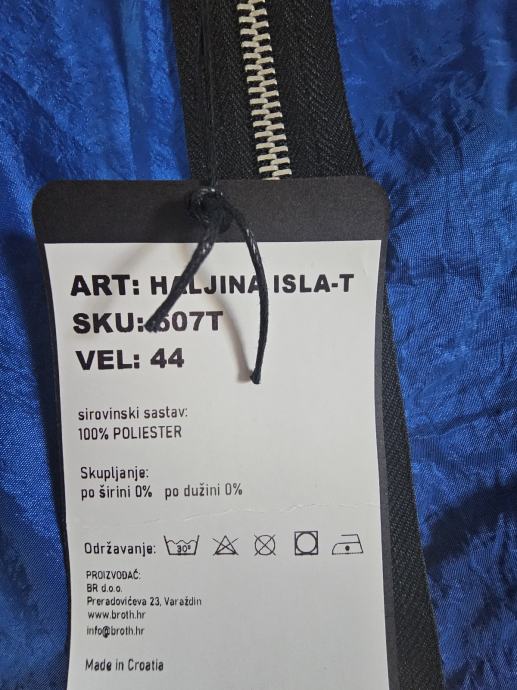 ART: HALJINA ISLA-T
SKU: 607T
VEL: 44
sirovinski sastav:
100% POLIESTER
Skupljanje:
po širini 0% po dužini 0%
Održavanje: 30°
PROIZVOĐAČ:
BR d.o.o.
Preradovićeva 23, Varaždin
www.broth.hr
info@broth.hr
Made in Croatia